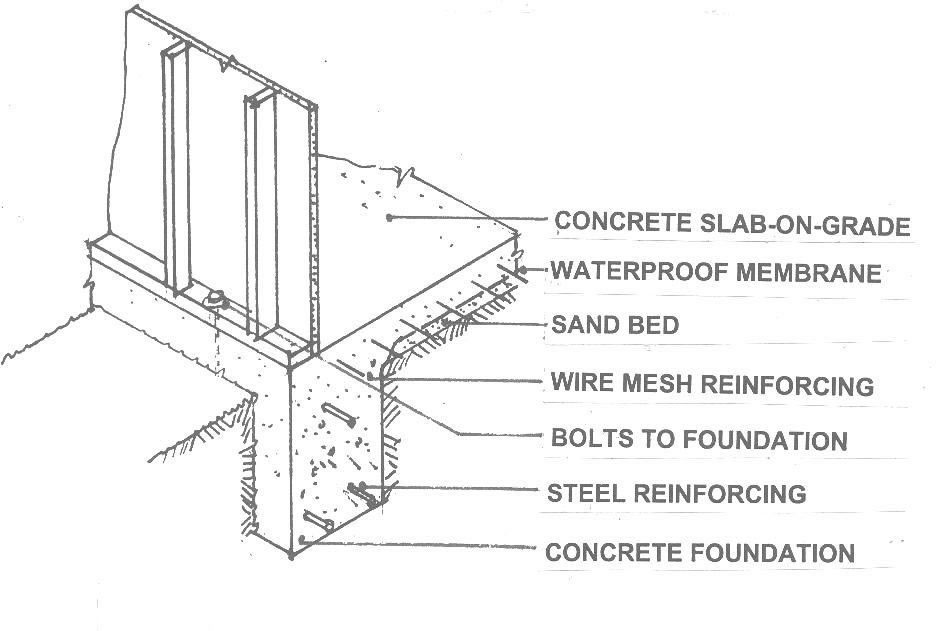 CONCRETE SLAB-ON-GRADE
WATERPROOF MEMBRANE
SAND BED
WIRE MESH REINFORCING
BOLTS TO FOUNDATION
STEEL REINFORCING
CONCRETE FOUNDATION